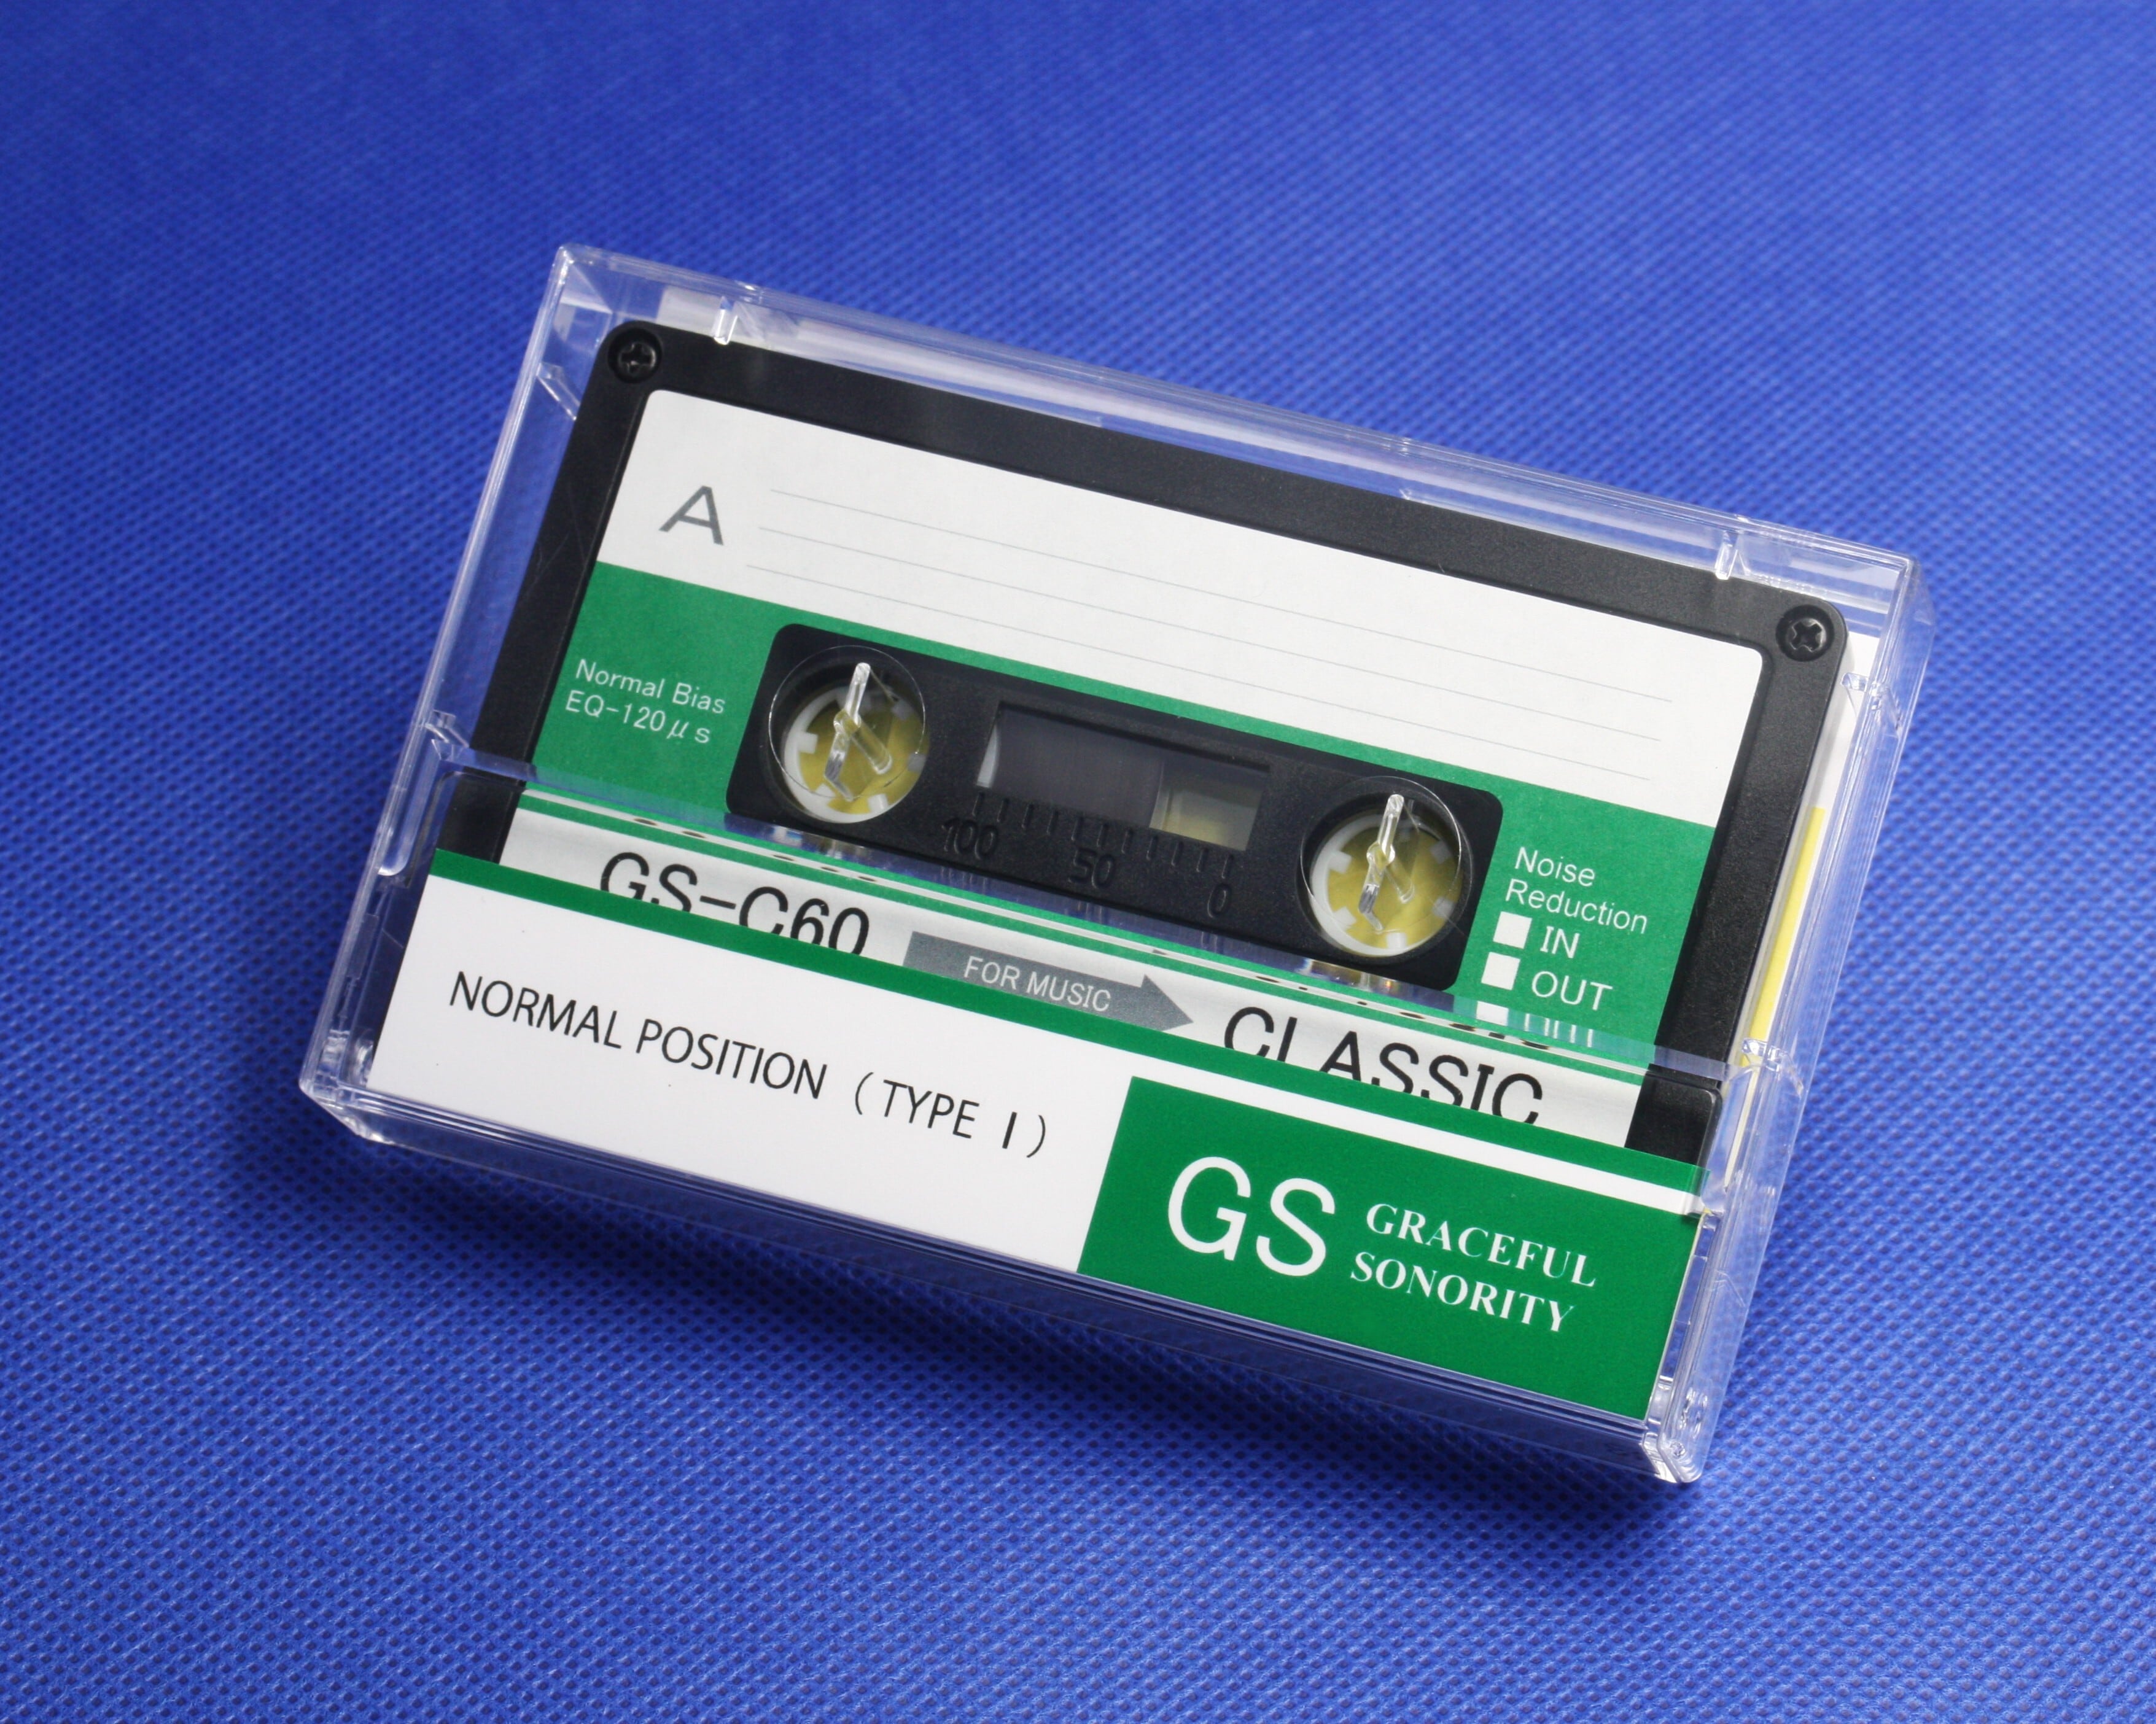 A
Normal Bias
EQ-120μs
100 50 0
Noise
Reduction
IN
OUT
GS-C60
FOR MUSIC
CLASSIC
NORMAL POSITION (TYPE I)
GS
GRACEFUL
SONORITY